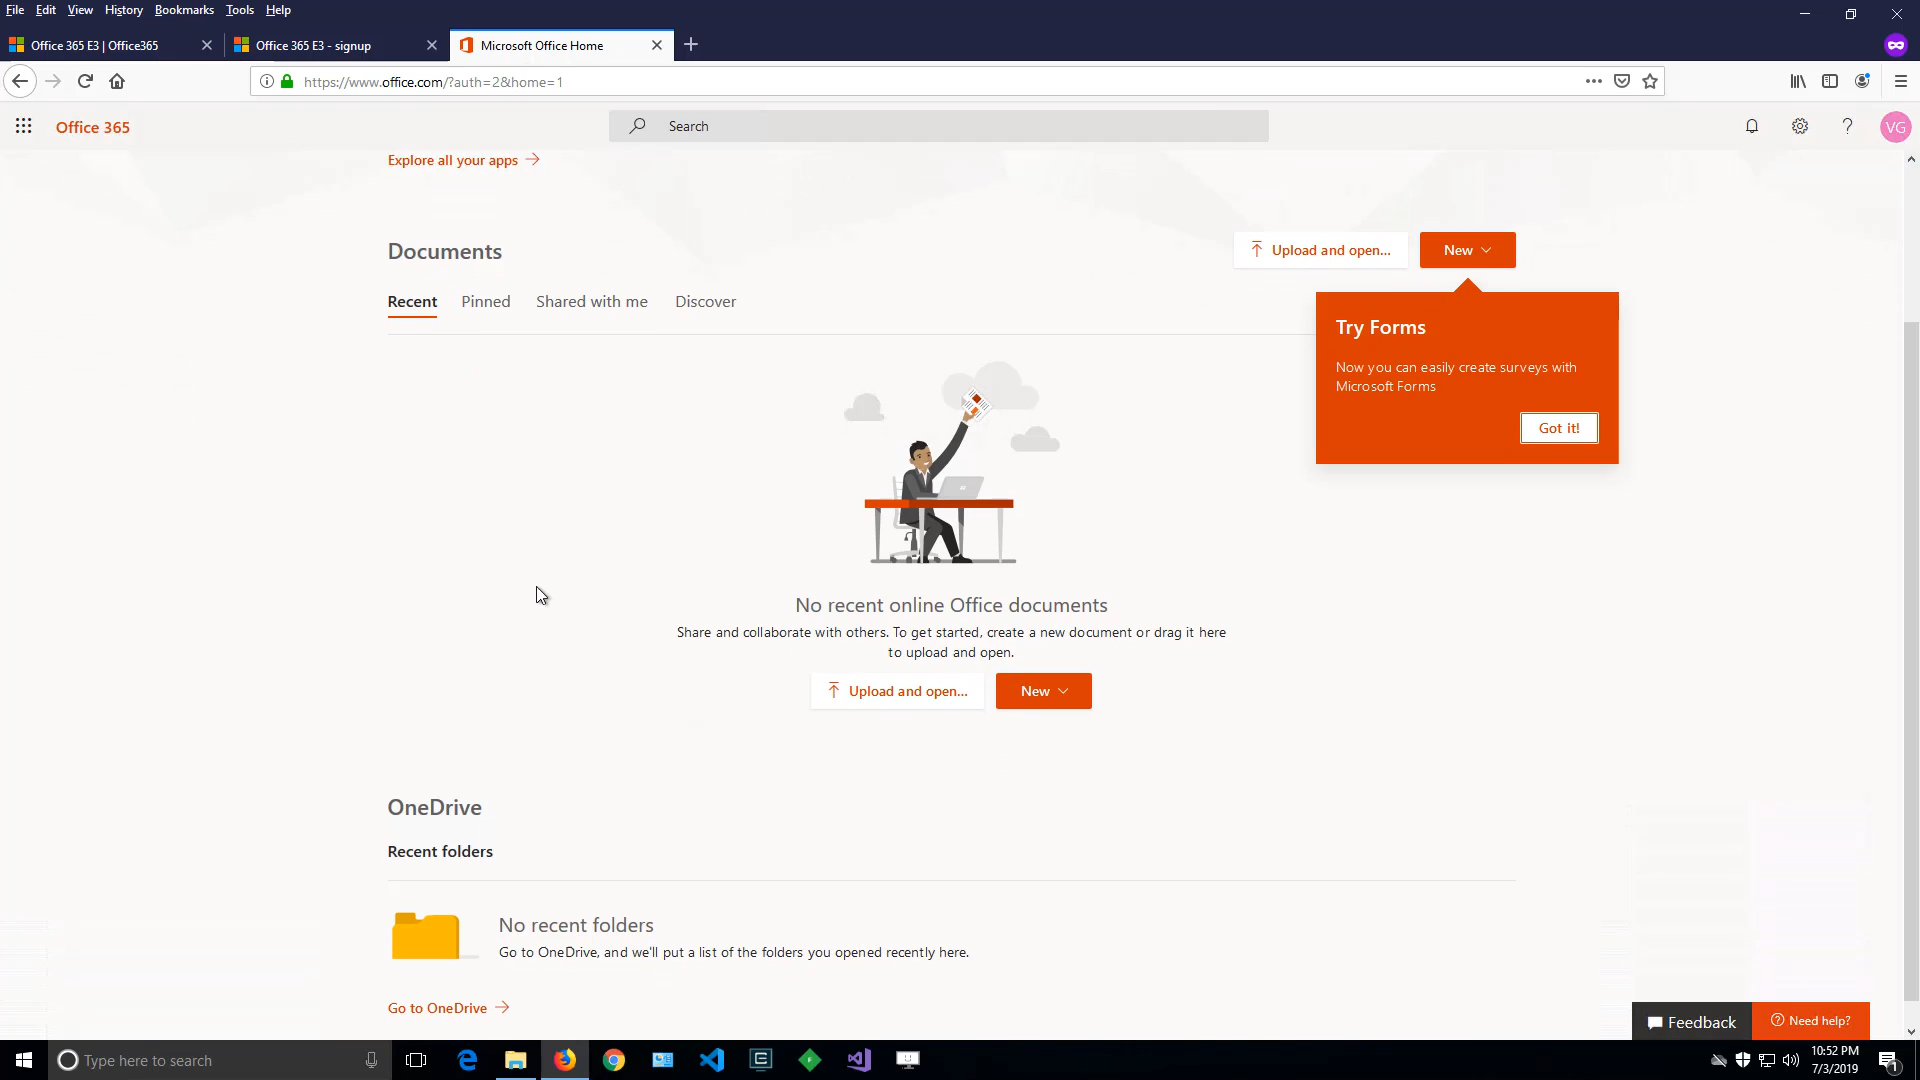 File Edit View History Bookmarks Tools Help
Office 365 E3 | Office365
Office 365 E3 - signup
Microsoft Office Home
https://www.office.com/?auth=2&home=1
Office 365
Search
VG
Explore all your apps
Documents
Upload and open...
New
Recent Pinned Shared with me Discover
Try Forms
Now you can easily create surveys with
Microsoft Forms
Got it!
No recent online Office documents
Share and collaborate with others. To get started, create a new document or drag it here
to upload and open.
Upload and open...
New
OneDrive
Recent folders
No recent folders
Go to OneDrive, and we'll put a list of the folders you opened recently here.
Go to OneDrive
Feedback
Need help?
Type here to search
10:52 PM
7/3/2019
1